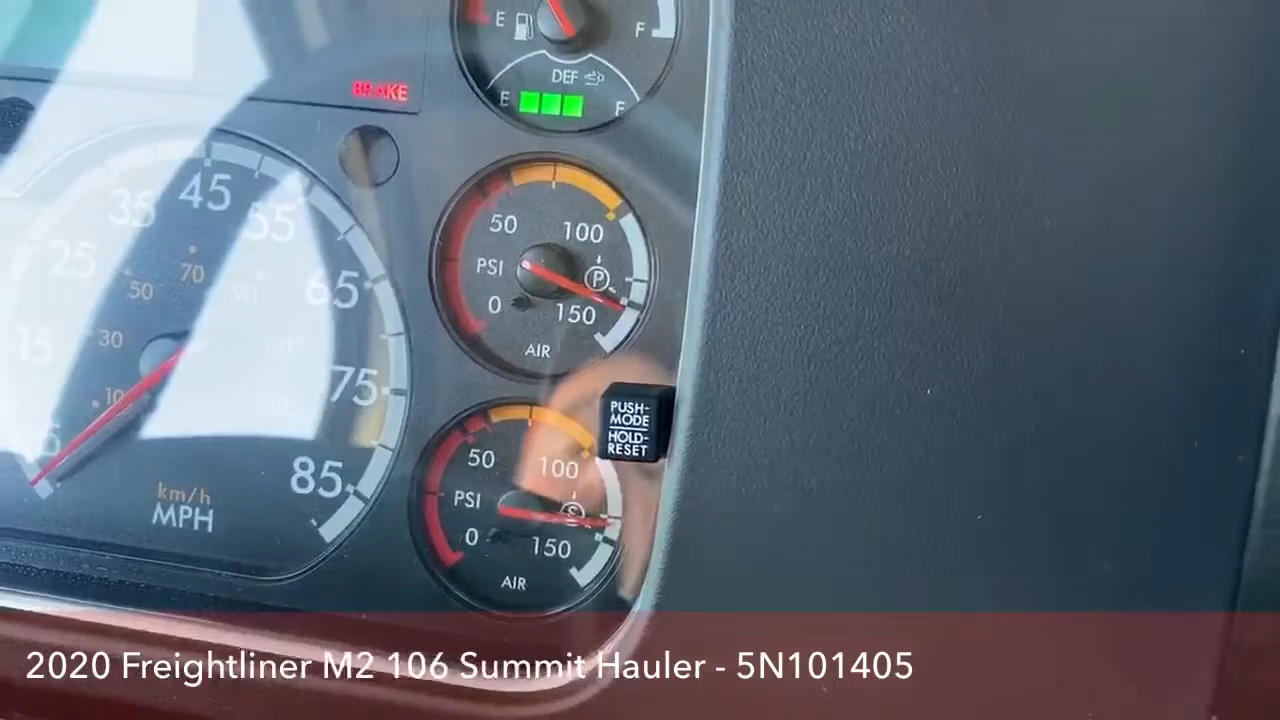 E F
DEF
E F
BRAKE
50 100
PSI P
0 150
AIR
PUSH-
MODE
HOLD-
RESET
50 100
PSI S
0 150
AIR
15 25 35 45 55 65 75 85
10 30 50 70 90
km/h
MPH
2020 Freightliner M2 106 Summit Hauler - 5N101405